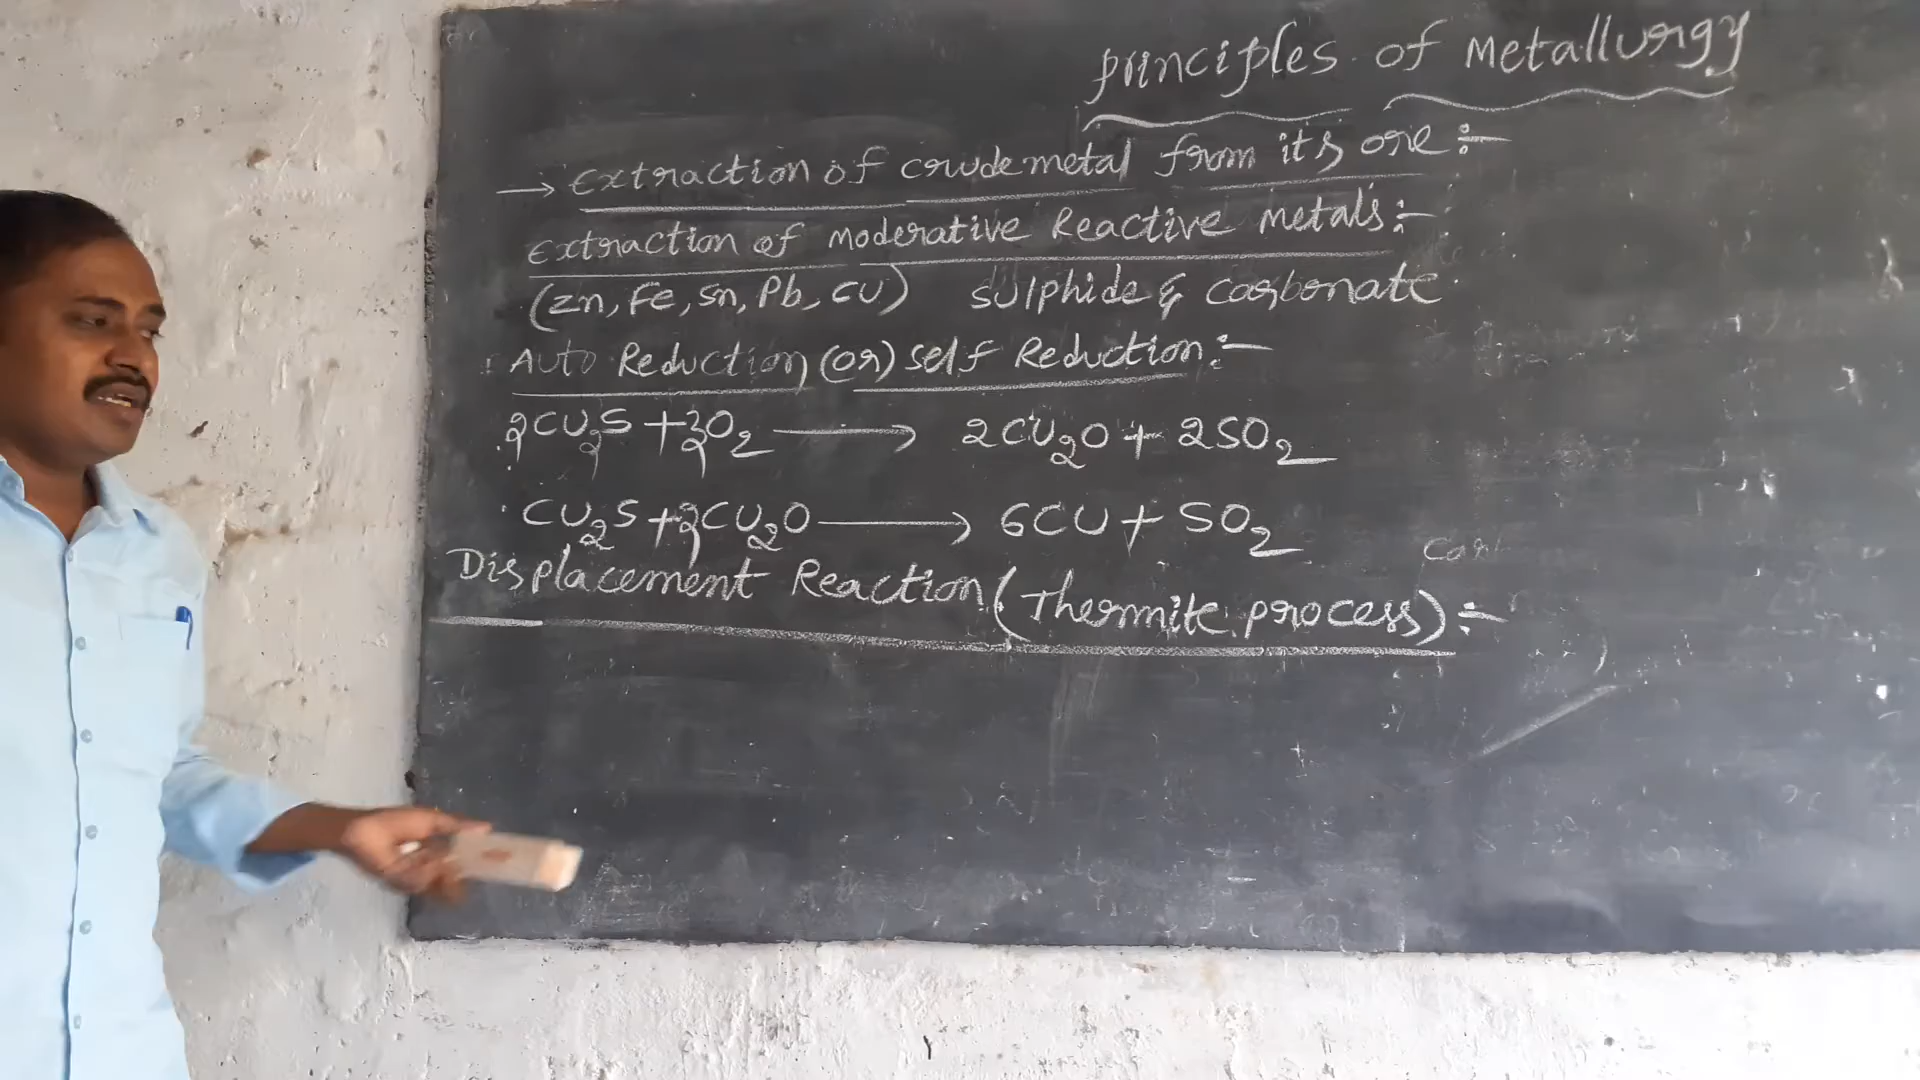 Principles of Metallurgy
→ Extraction of crude metal from its ore:-
Extraction of Moderative Reactive metals:-
(Zn, Fe, Sn, Pb, CU) Sulphide & Carbonate
Auto Reduction (or) self Reduction:-
2CU₂S + 3O₂ → 2CU₂O + 2SO₂
CU₂S + 2CU₂O → 6CU + SO₂
Displacement Reaction (Thermite process):-